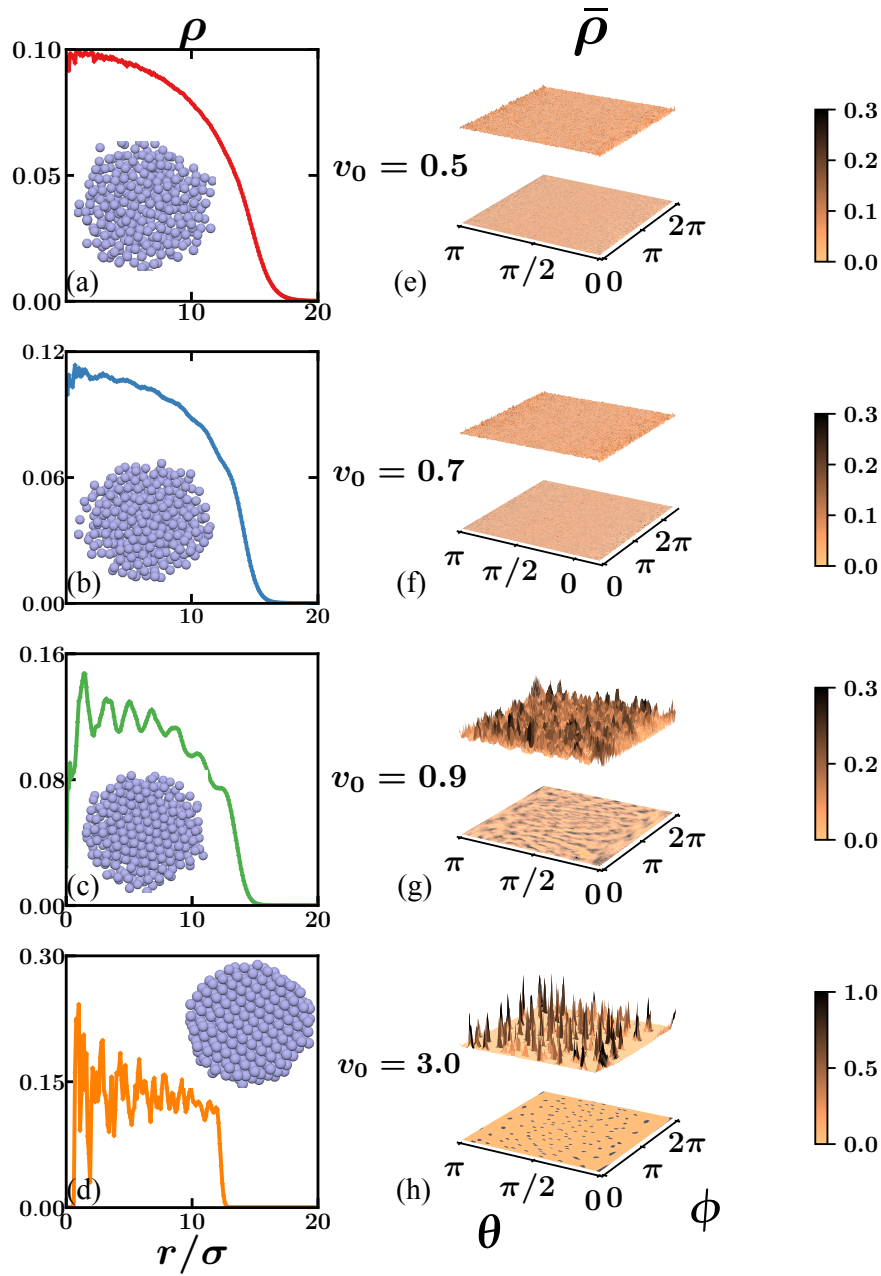 ρ
ρ̄
0.10
0.05
0.00
10
20
(a)
v₀ = 0.5
π
π/2
0
0
π
2π
(e)
0.3
0.2
0.1
0.0
0.12
0.06
0.00
10
20
(b)
v₀ = 0.7
π
π/2
0
0
π
2π
(f)
0.3
0.2
0.1
0.0
0.16
0.08
0.00
0
10
20
(c)
v₀ = 0.9
π
π/2
0
0
π
2π
(g)
0.3
0.2
0.0
0.30
0.15
0.00
0
10
20
(d)
v₀ = 3.0
π
π/2
0
0
π
2π
(h)
1.0
0.5
0.0
r/σ
θ
ϕ